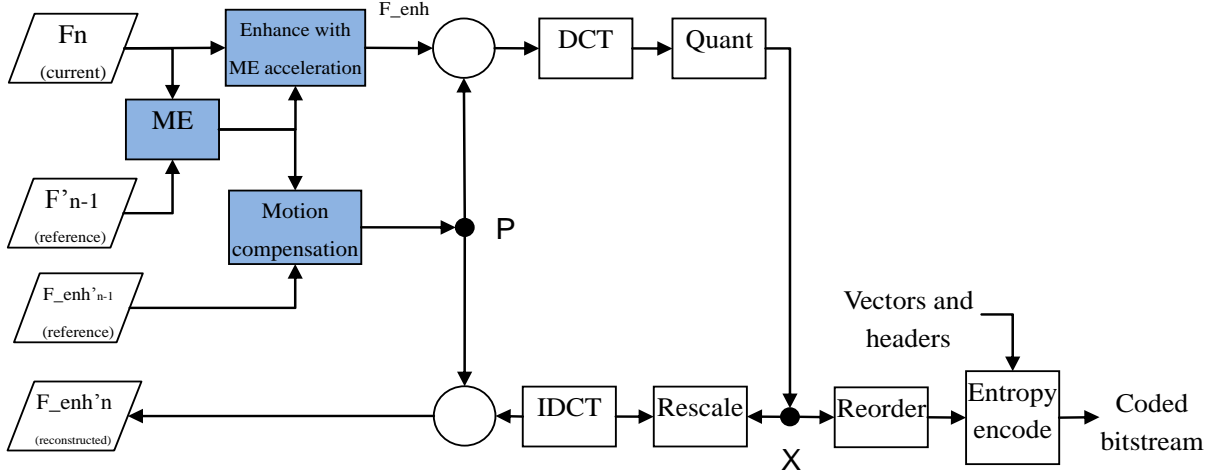 Fn
(current)
Enhance with
ME acceleration
F_enh
DCT
Quant
ME
F’n-1
(reference)
Motion
compensation
P
F_enh’n-1
(reference)
Vectors and
headers
F_enh’n
(reconstructed)
IDCT
Rescale
X
Reorder
Entropy
encode
Coded
bitstream